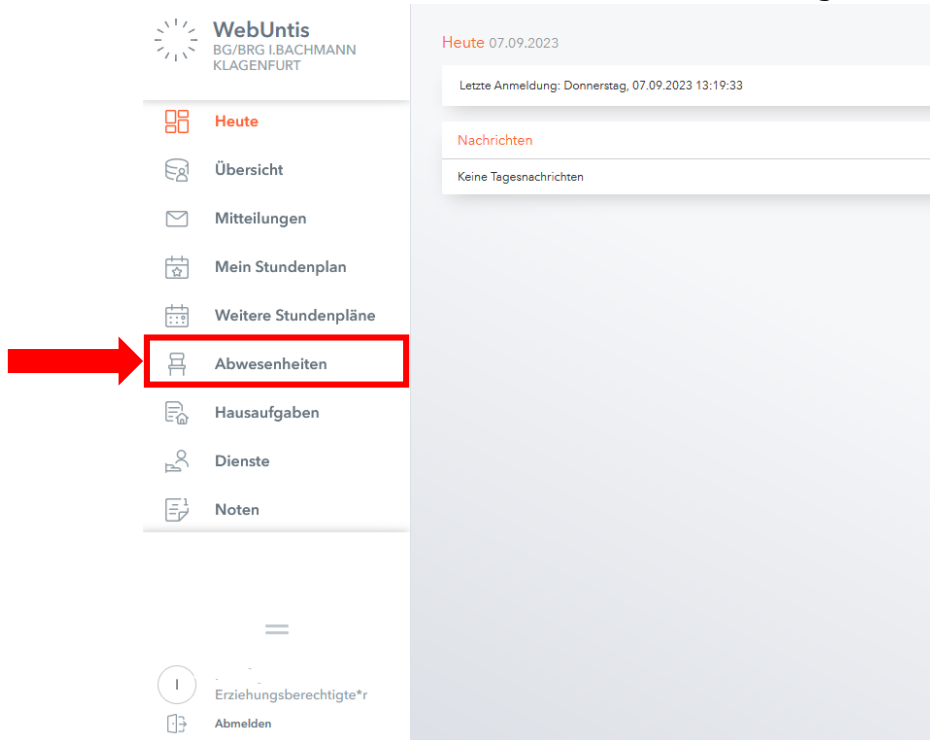 WebUntis
BG/BRG I.BACHMANN
KLAGENFURT
Heute
Übersicht
Mitteilungen
Mein Stundenplan
Weitere Stundenpläne
Abwesenheiten
Hausaufgaben
Dienste
Noten
I
Erziehungsberechtigte*r
Abmelden
Heute 07.09.2023
Letzte Anmeldung: Donnerstag, 07.09.2023 13:19:33
Nachrichten
Keine Tagesnachrichten